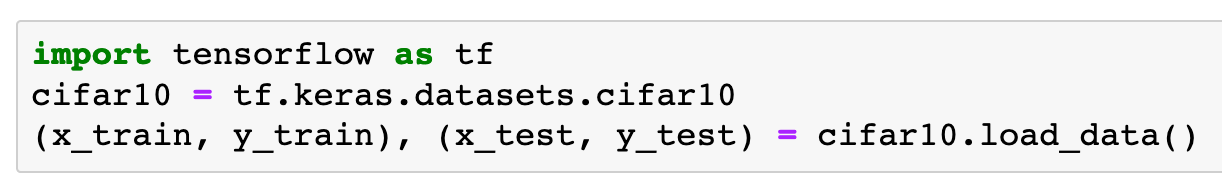 import tensorflow as tf
cifar10 = tf.keras.datasets.cifar10
(x_train, y_train), (x_test, y_test) = cifar10.load_data()